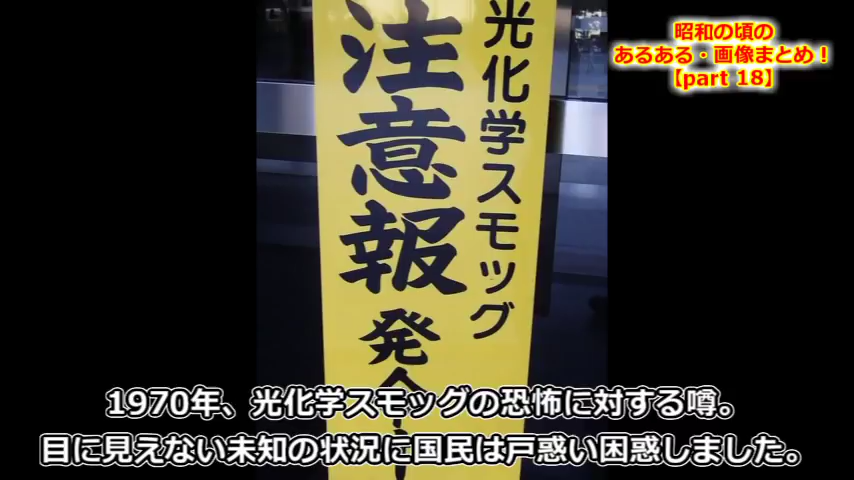 昭和の頃の
あるある・画像まとめ！
【part 18】
光化学スモッグ
注意報
発令
1970年、光化学スモッグの恐怖に対する噂。
目に見えない未知の状況に国民は戸惑い困惑しました。